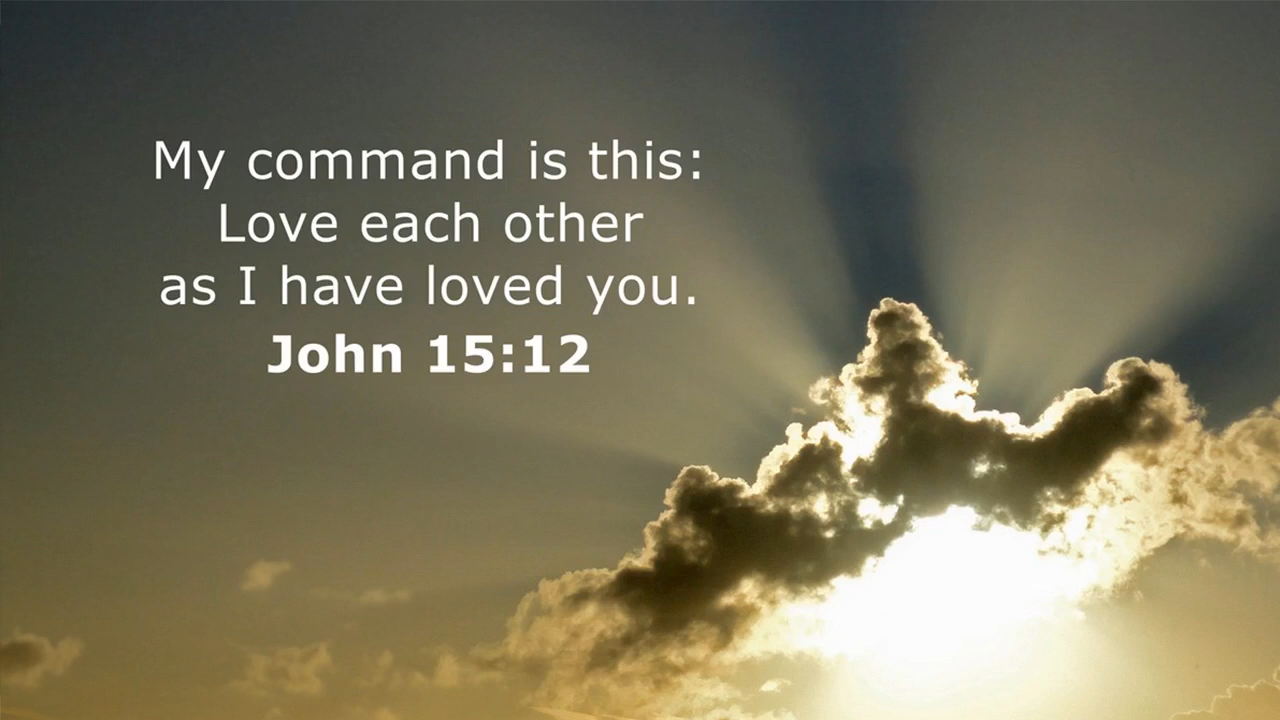 My command is this:
Love each other
as I have loved you.
John 15:12